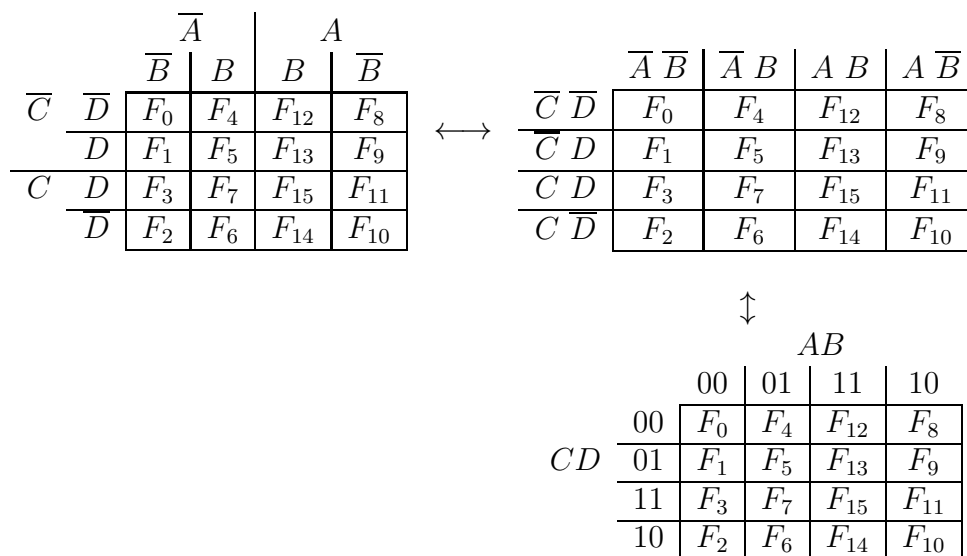 A̅ A
B̅ B B B̅
C̅ D̅ F₀ F₄ F₁₂ F₈
D F₁ F₅ F₁₃ F₉
C D F₃ F₇ F₁₅ F₁₁
D̅ F₂ F₆ F₁₄ F₁₀
⟷
A̅ B̅ A̅ B A B A B̅
C̅ D̅ F₀ F₄ F₁₂ F₈
C̅ D F₁ F₅ F₁₃ F₉
C D F₃ F₇ F₁₅ F₁₁
C D̅ F₂ F₆ F₁₄ F₁₀
↕
AB
00 01 11 10
00 F₀ F₄ F₁₂ F₈
CD 01 F₁ F₅ F₁₃ F₉
11 F₃ F₇ F₁₅ F₁₁
10 F₂ F₆ F₁₄ F₁₀